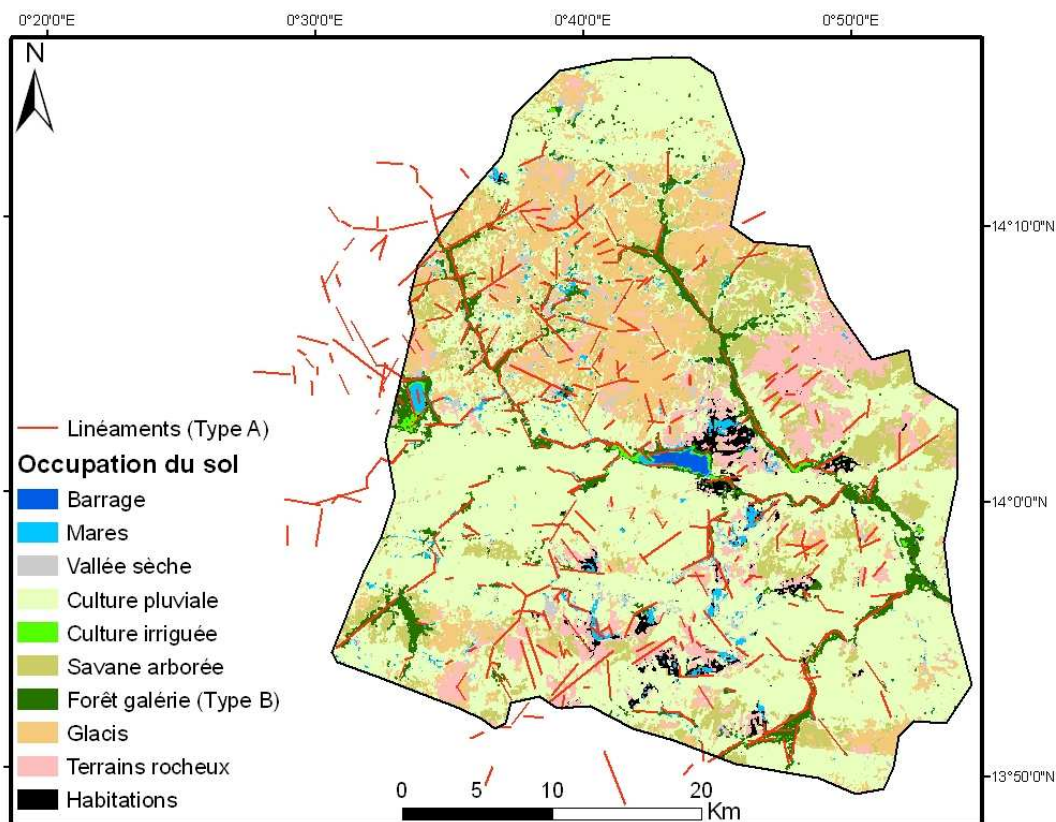 0°20'0"E 0°30'0"E 0°40'0"E 0°50'0"E
N
14°10'0"N
Linéaments (Type A)
Occupation du sol
Barrage
14°0'0"N
Mares
Vallée sèche
Culture pluviale
Culture irriguée
Savane arborée
Forêt galérie (Type B)
Glacis
Terrains rocheux
13°50'0"N
Habitations
0 5 10 20
Km